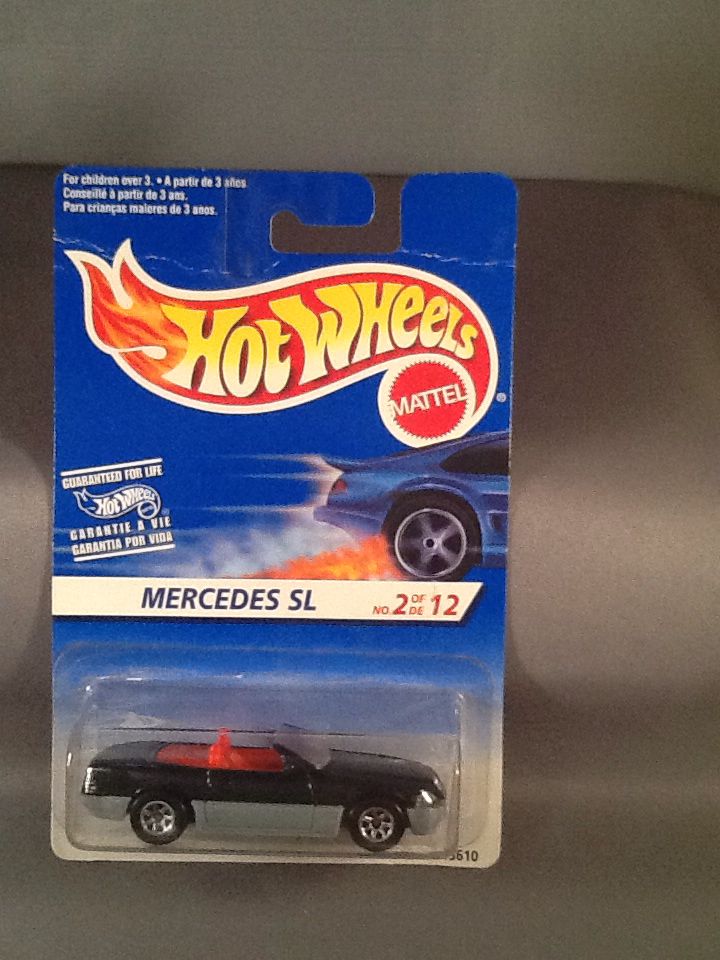 For children over 3. • A partir de 3 años
Conseillé à partir de 3 ans.
Para crianças maiores de 3 anos.
HOT WHEELS
MATTEL
®
GUARANTEED FOR LIFE
HOT WHEELS
GARANTIE A VIE
GARANTIA POR VIDA
MERCEDES SL
NO. 2 OF DE 12